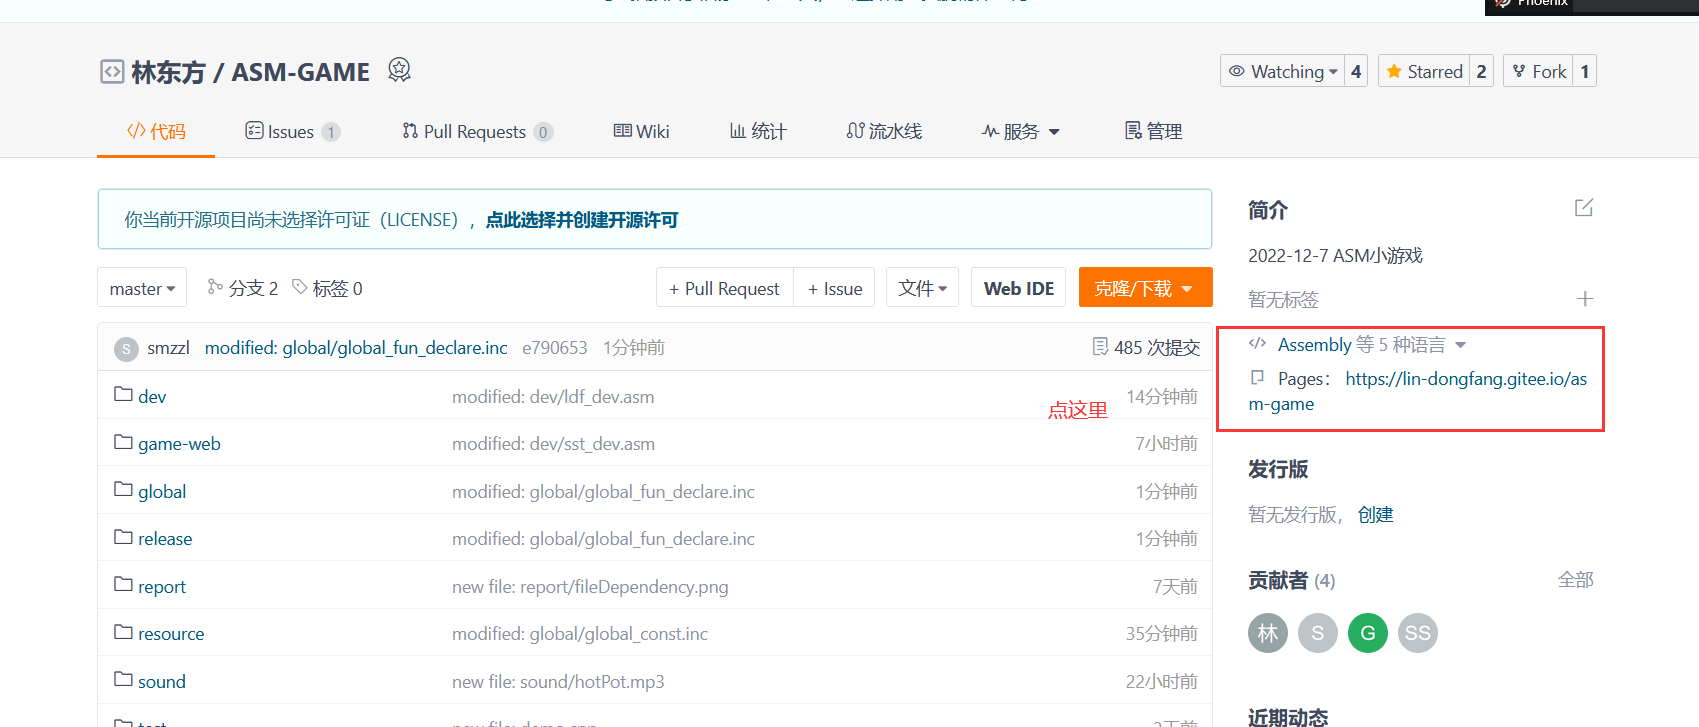 Phoenix
林东方 / ASM-GAME
Watching 4
Starred 2
Fork 1
代码
Issues 1
Pull Requests 0
Wiki
统计
流水线
服务
管理
你当前开源项目尚未选择许可证（LICENSE），点此选择并创建开源许可
master
分支 2
标签 0
+ Pull Request
+ Issue
文件
Web IDE
克隆/下载
S smzzl modified: global/global_fun_declare.inc e790653 1分钟前 485 次提交
dev modified: dev/ldf_dev.asm 14分钟前
点这里
game-web modified: dev/sst_dev.asm 7小时前
global modified: global/global_fun_declare.inc 1分钟前
release modified: global/global_fun_declare.inc 1分钟前
report new file: report/fileDependency.png 7天前
resource modified: global/global_const.inc 35分钟前
sound new file: sound/hotPot.mp3 22小时前
简介
2022-12-7 ASM小游戏
暂无标签
Assembly 等 5 种语言
Pages： https://lin-dongfang.gitee.io/as
m-game
发行版
暂无发行版， 创建
贡献者 (4) 全部
林 S G SS
近期动态